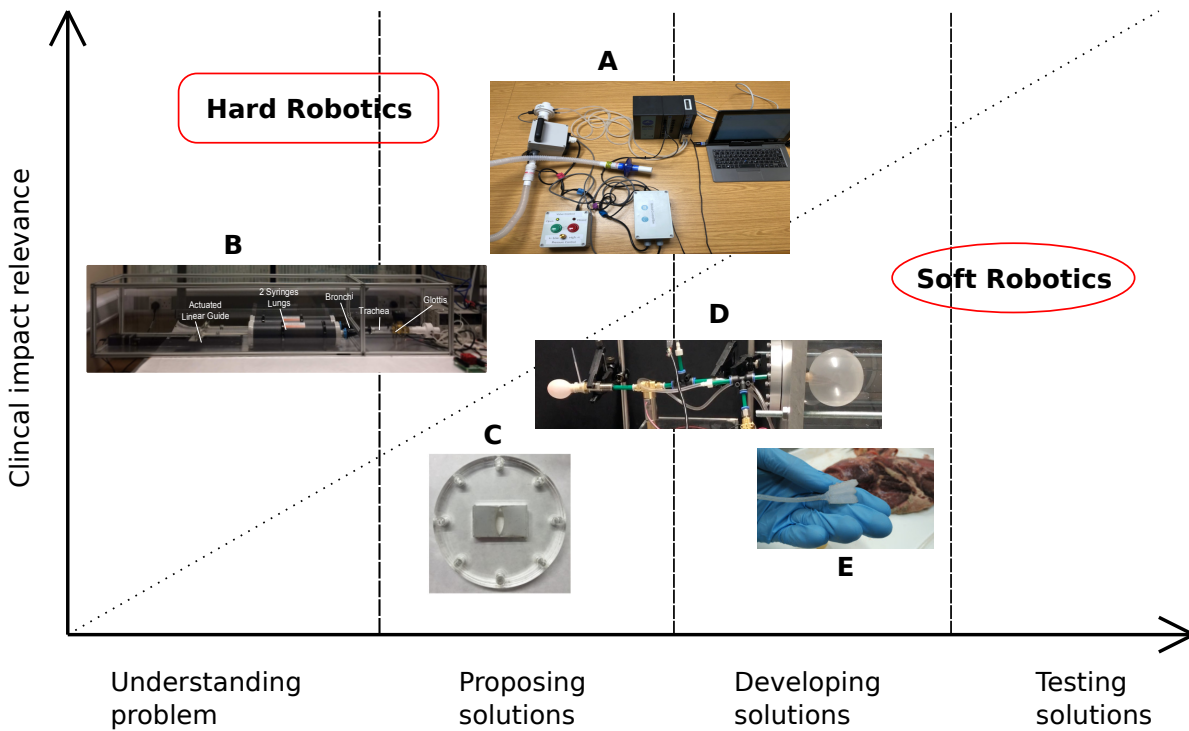 A
Hard Robotics
Clincal impact relevance
B
Actuated
Linear Guide
2 Syringes
Lungs
Bronchi
Trachea
Glottis
Soft Robotics
D
C
E
Understanding
problem
Proposing
solutions
Developing
solutions
Testing
solutions